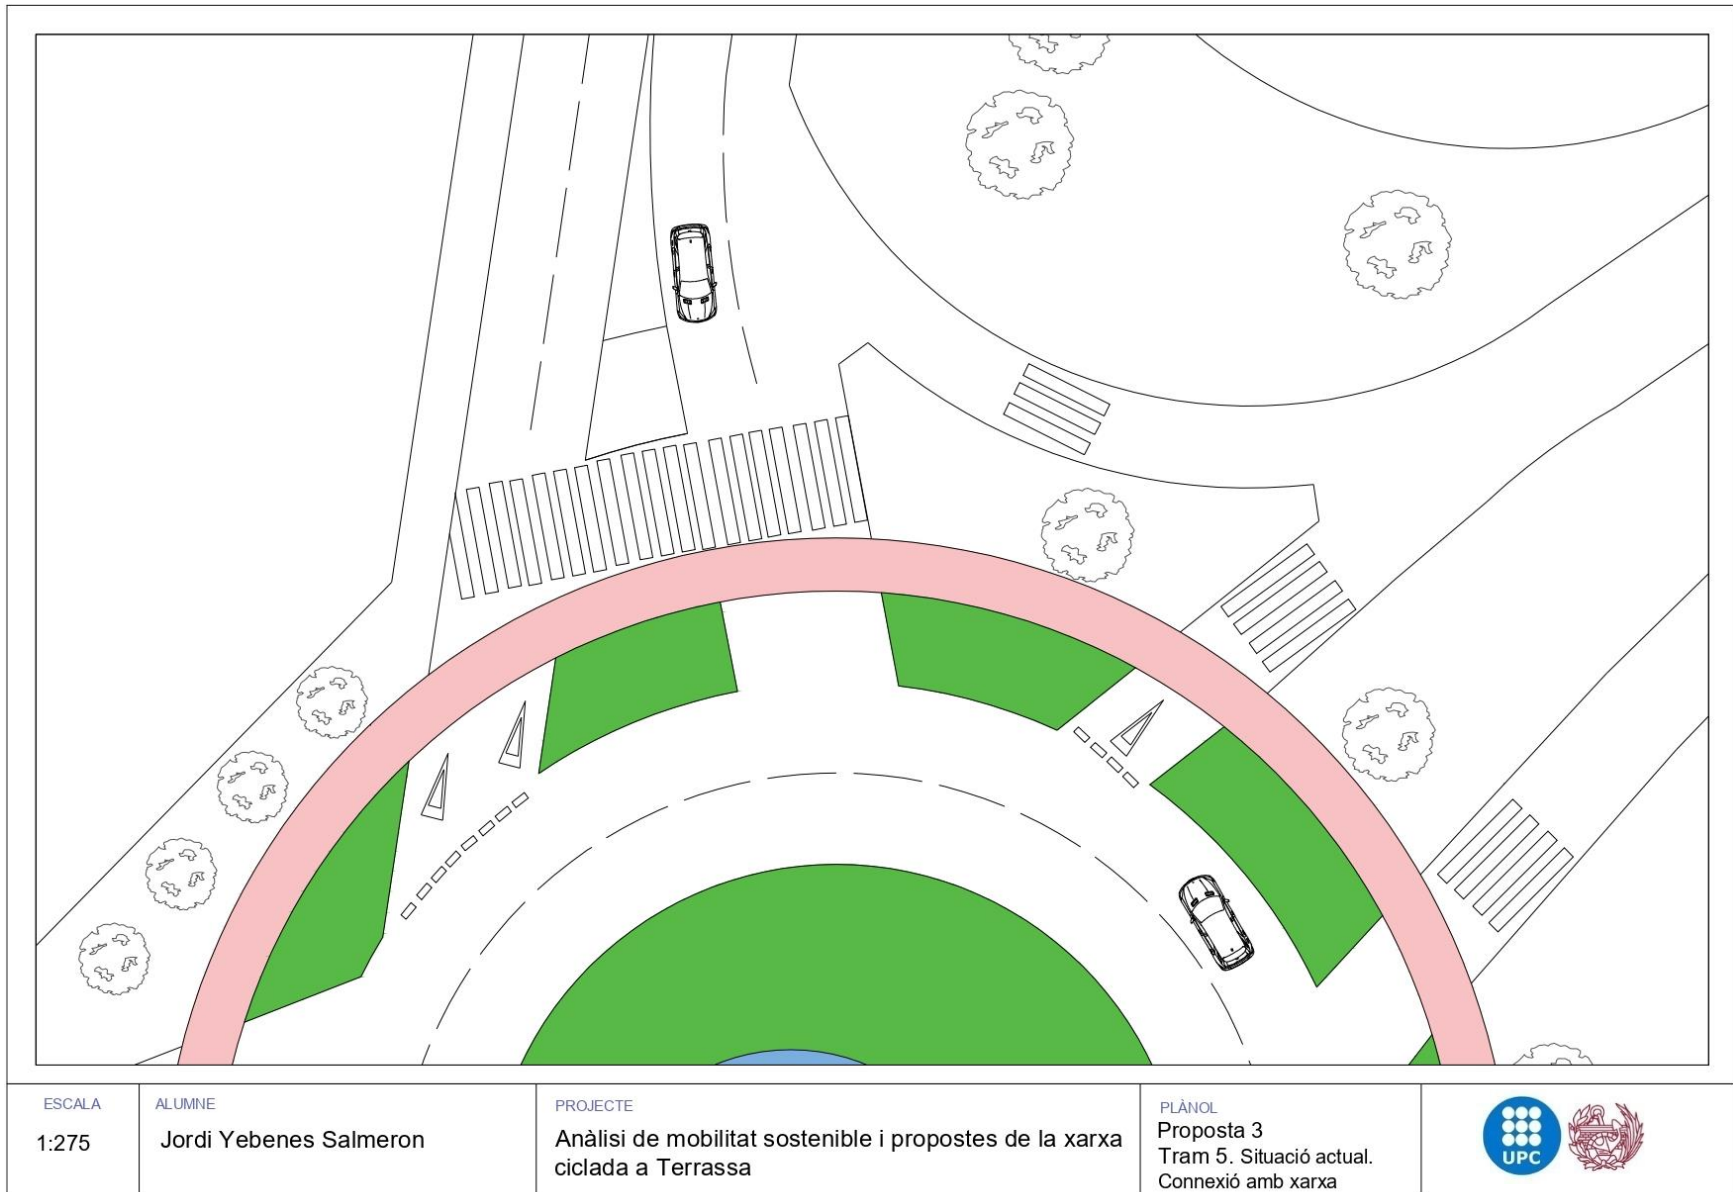 ESCALA
1:275
ALUMNE
Jordi Yebenes Salmeron
PROJECTE
Anàlisi de mobilitat sostenible i propostes de la xarxa
ciclada a Terrassa
PLÀNOL
Proposta 3
Tram 5. Situació actual.
Connexió amb xarxa
UPC